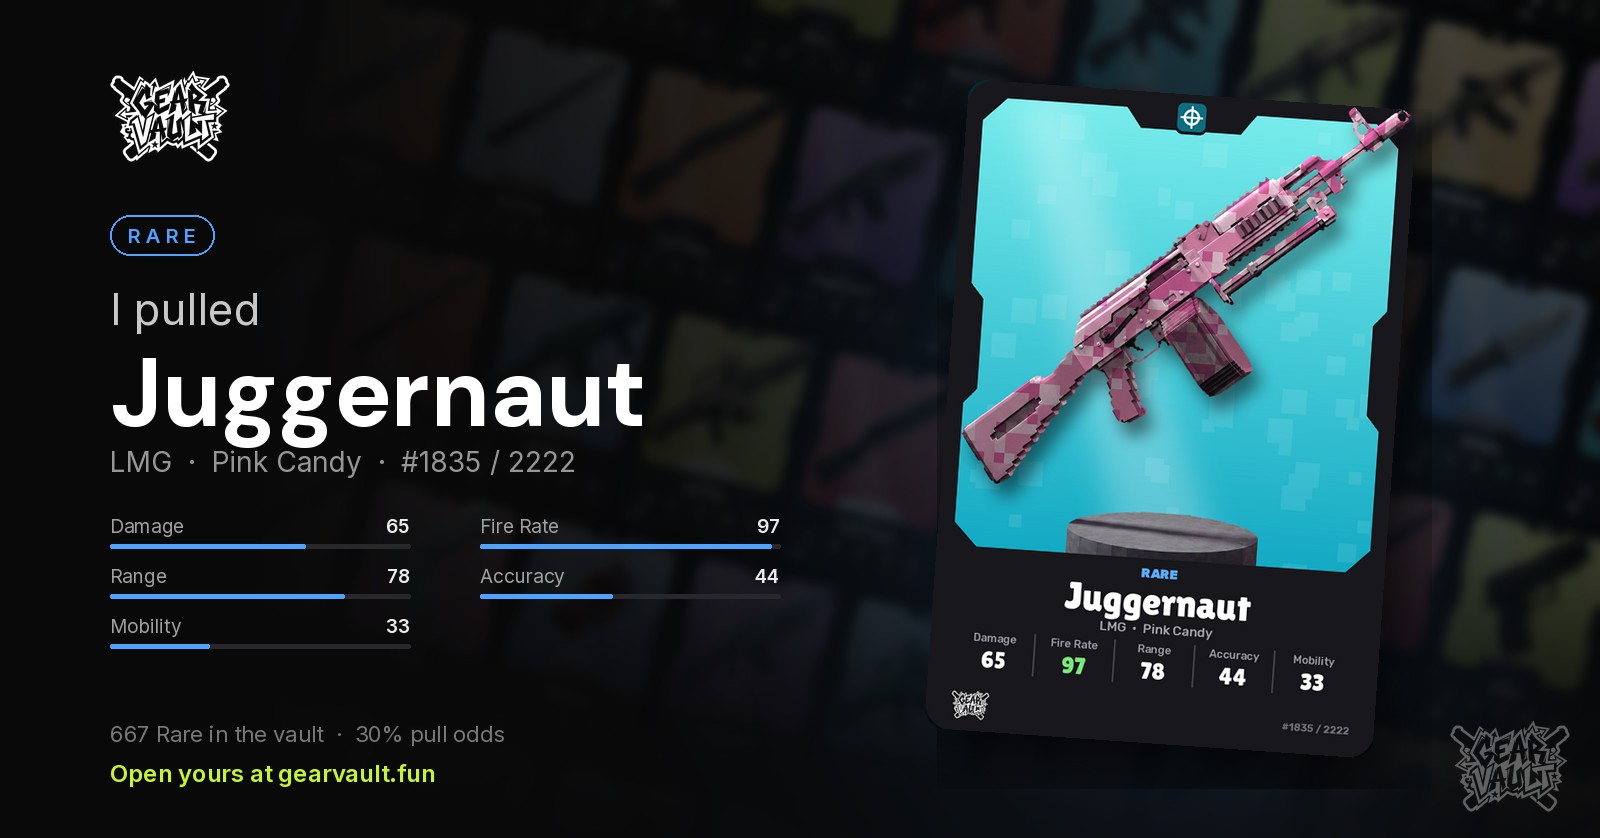 GEAR
VAULT
RARE
I pulled
Juggernaut
LMG · Pink Candy · #1835 / 2222
Damage 65
Fire Rate 97
Range 78
Accuracy 44
Mobility 33
667 Rare in the vault · 30% pull odds
Open yours at gearvault.fun
RARE
Juggernaut
LMG · Pink Candy
Damage Fire Rate Range Accuracy Mobility
65 97 78 44 33
GEAR
VAULT
#1835 / 2222
GEAR
VAULT